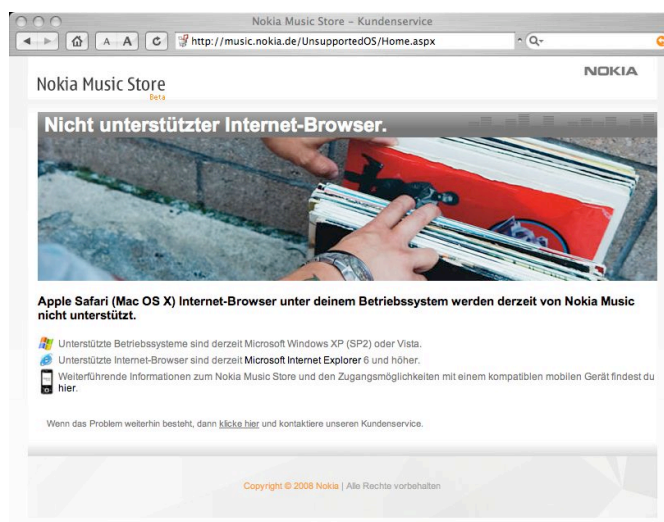 Nokia Music Store – Kundenservice
A A C http://music.nokia.de/UnsupportedOS/Home.aspx Q
NOKIA
Nokia Music Store
Beta
Nicht unterstützter Internet-Browser.
Apple Safari (Mac OS X) Internet-Browser unter deinem Betriebssystem werden derzeit von Nokia Music
nicht unterstützt.
Unterstützte Betriebssysteme sind derzeit Microsoft Windows XP (SP2) oder Vista.
Unterstützte Internet-Browser sind derzeit Microsoft Internet Explorer 6 und höher.
Weiterführende Informationen zum Nokia Music Store und den Zugangsmöglichkeiten mit einem kompatiblen mobilen Gerät findest du
hier.
Wenn das Problem weiterhin besteht, dann klicke hier und kontaktiere unseren Kundenservice.
Copyright © 2008 Nokia | Alle Rechte vorbehalten